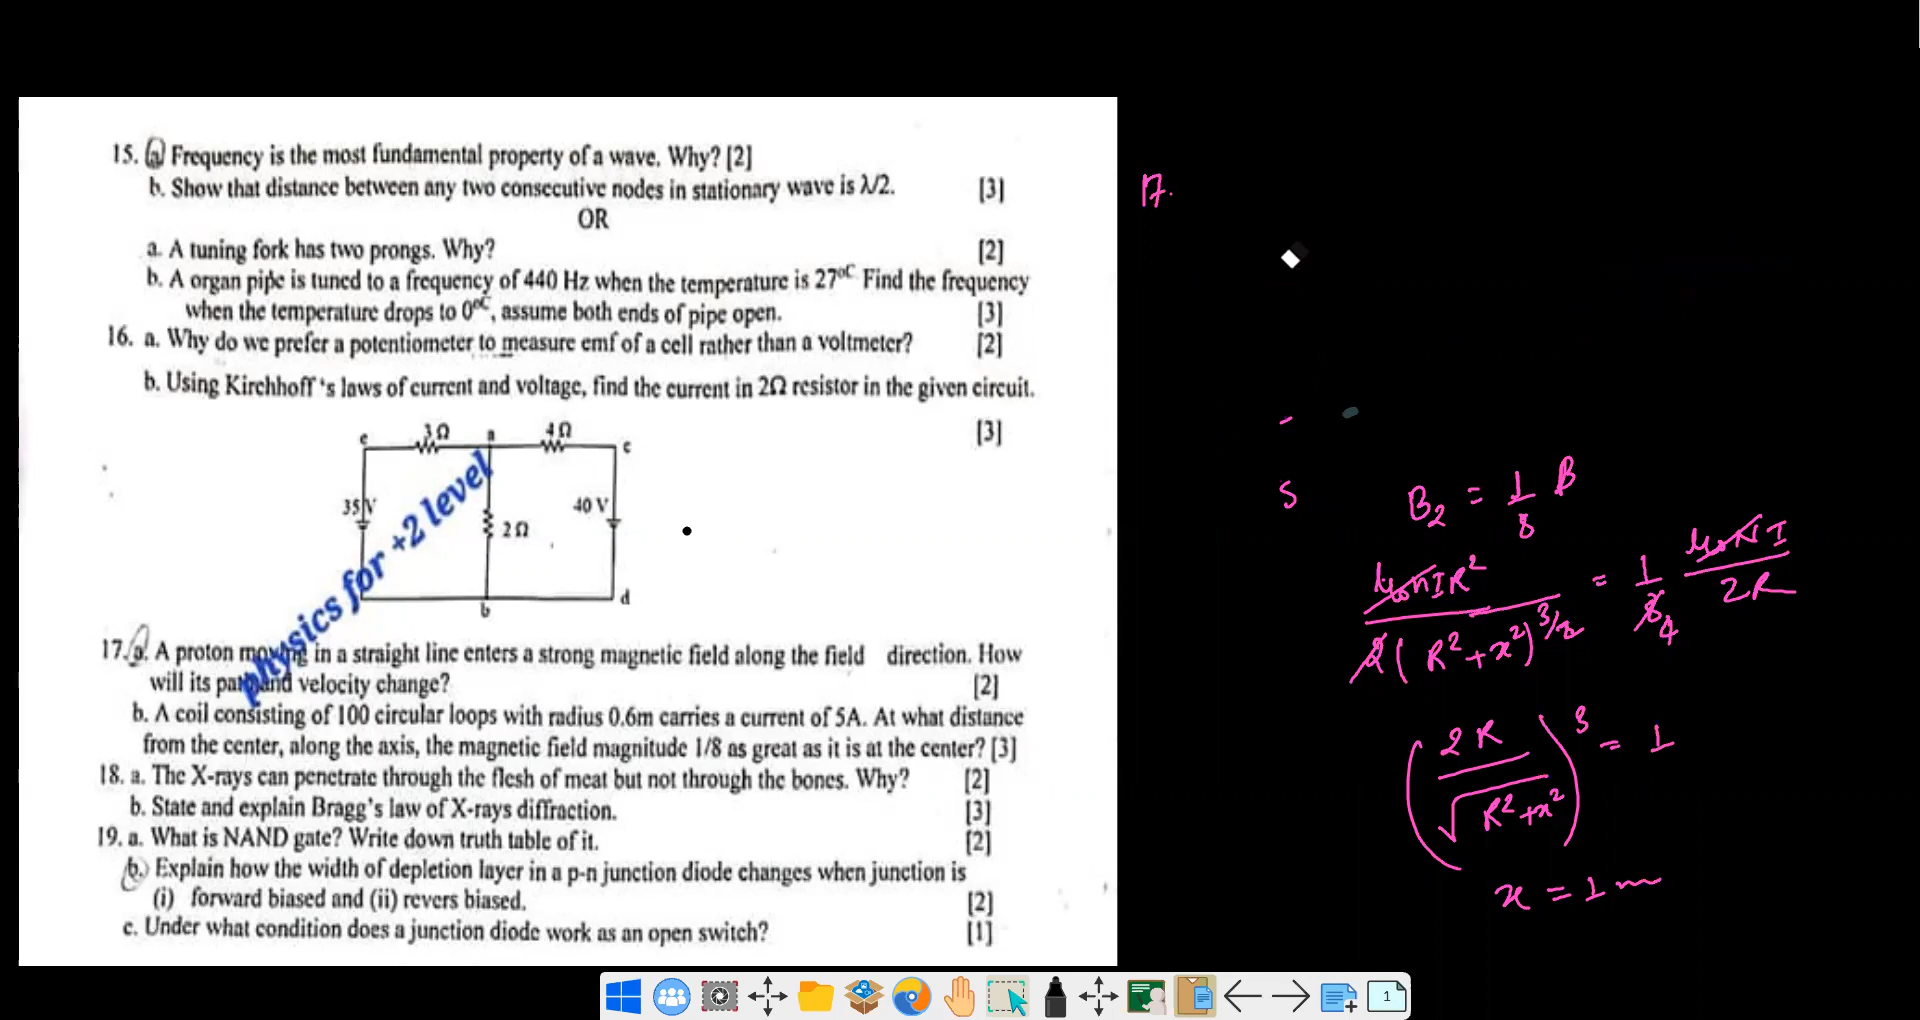 15. a. Frequency is the most fundamental property of a wave. Why? [2]
b. Show that distance between any two consecutive nodes in stationary wave is λ/2. [3]
OR
a. A tuning fork has two prongs. Why? [2]
b. A organ pipe is tuned to a frequency of 440 Hz when the temperature is 27⁰ᶜ Find the frequency
when the temperature drops to 0⁰ᶜ, assume both ends of pipe open. [3]
16. a. Why do we prefer a potentiometer to measure emf of a cell rather than a voltmeter? [2]
b. Using Kirchhoff 's laws of current and voltage, find the current in 2Ω resistor in the given circuit.
[3]
e 3Ω a 4Ω c
35 V 40 V
2Ω
b d
physics for +2 level
17. a. A proton moving in a straight line enters a strong magnetic field along the field direction. How
will its path and velocity change? [2]
b. A coil consisting of 100 circular loops with radius 0.6m carries a current of 5A. At what distance
from the center, along the axis, the magnetic field magnitude 1/8 as great as it is at the center? [3]
18. a. The X-rays can penetrate through the flesh of meat but not through the bones. Why? [2]
b. State and explain Bragg's law of X-rays diffraction. [3]
19. a. What is NAND gate? Write down truth table of it. [2]
b. Explain how the width of depletion layer in a p-n junction diode changes when junction is
(i) forward biased and (ii) revers biased. [2]
c. Under what condition does a junction diode work as an open switch? [1]
17.
-
S
B₂ = 1/8 B
μ₀nIR² / 2(R²+x²)^3/2 = 1/8 4 μ₀NI / 2R
(2R / √R²+x²)³ = 1
x = 1 m
1